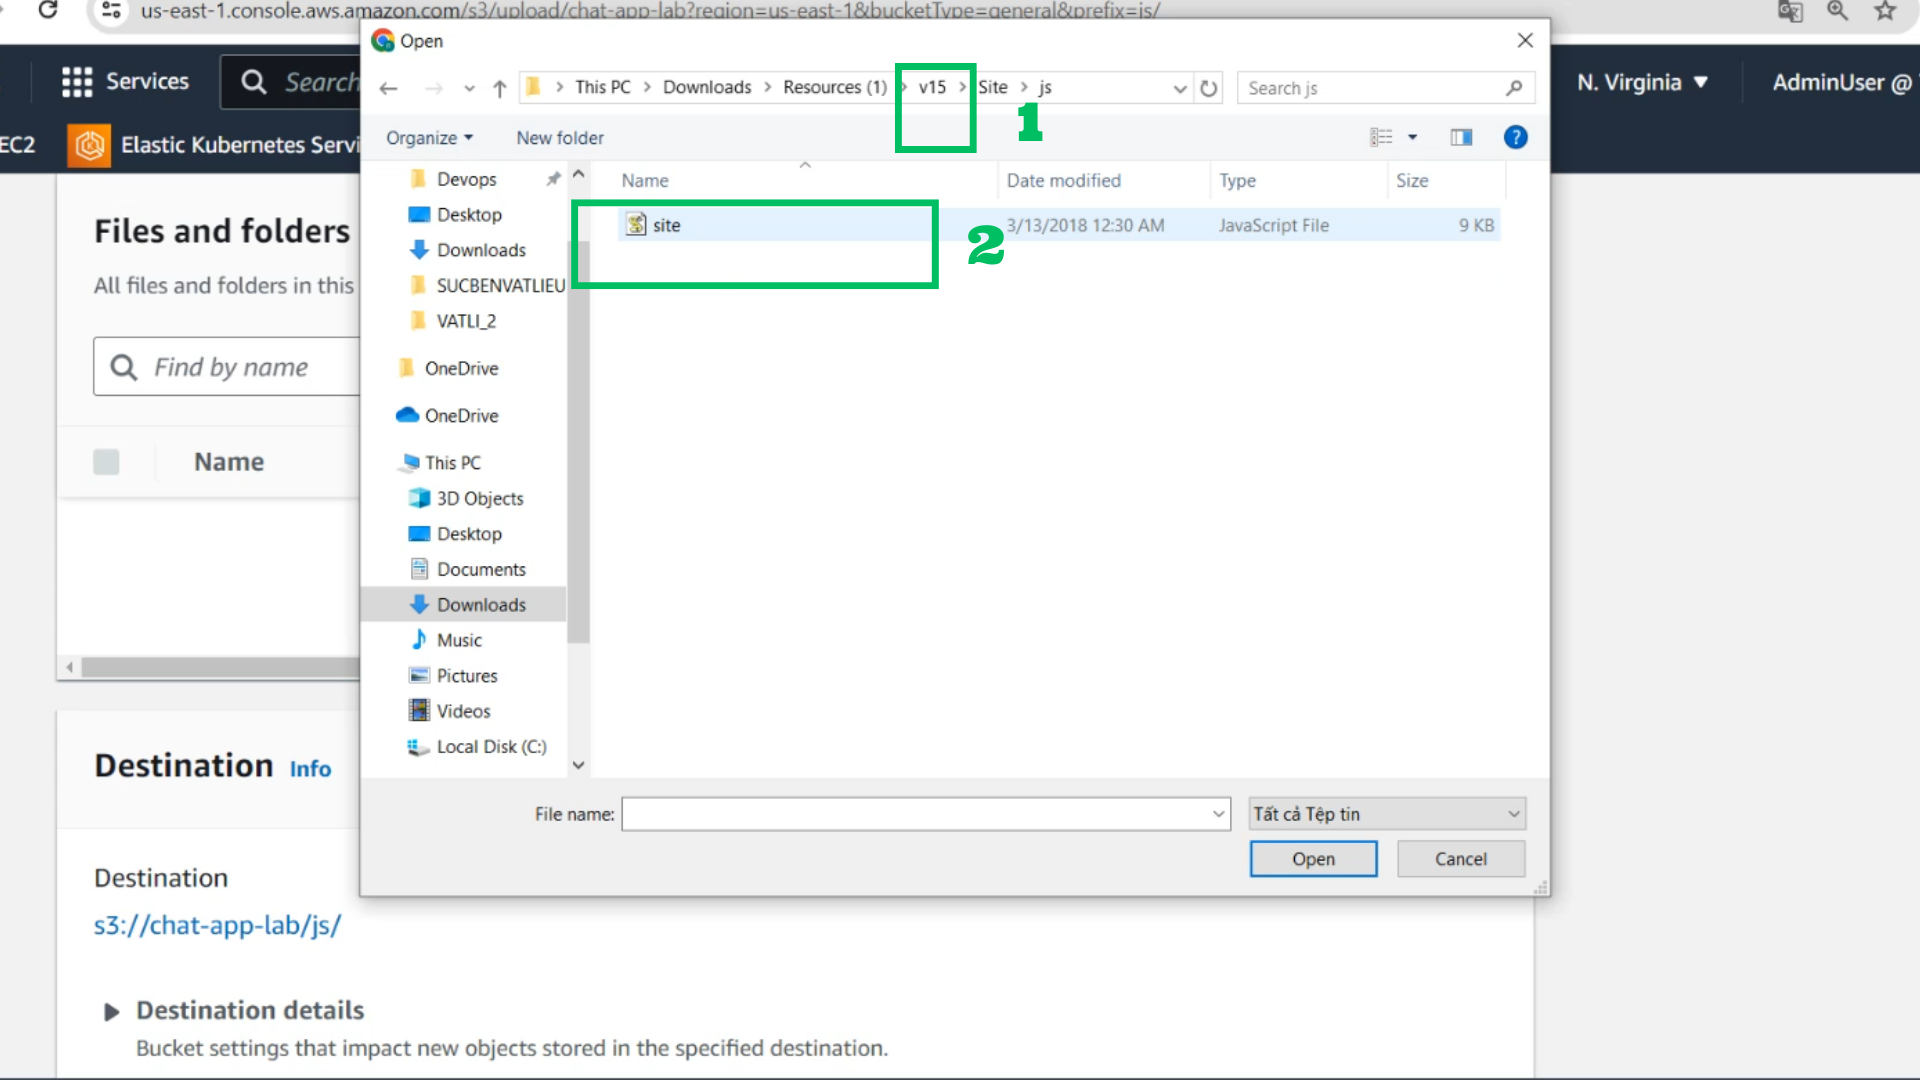 us-east-1.console.aws.amazon.com/s3/upload/chat-app-lab?region=us-east-1&bucketType=general&prefix=js/
Open
Services
Search
N. Virginia
AdminUser @
This PC
Downloads
Resources (1)
v15
Site
js
Search js
1
EC2
Elastic Kubernetes Servi
Organize
New folder
Name
Date modified
Type
Size
site
3/13/2018 12:30 AM
JavaScript File
9 KB
2
Devops
Desktop
Downloads
SUCBENVATLIEU
VATLI_2
OneDrive
OneDrive
This PC
3D Objects
Desktop
Documents
Downloads
Music
Pictures
Videos
Local Disk (C:)
File name:
Tất cả Tệp tin
Open
Cancel
Files and folders
All files and folders in this
Find by name
Name
Destination
Info
Destination
s3://chat-app-lab/js/
Destination details
Bucket settings that impact new objects stored in the specified destination.